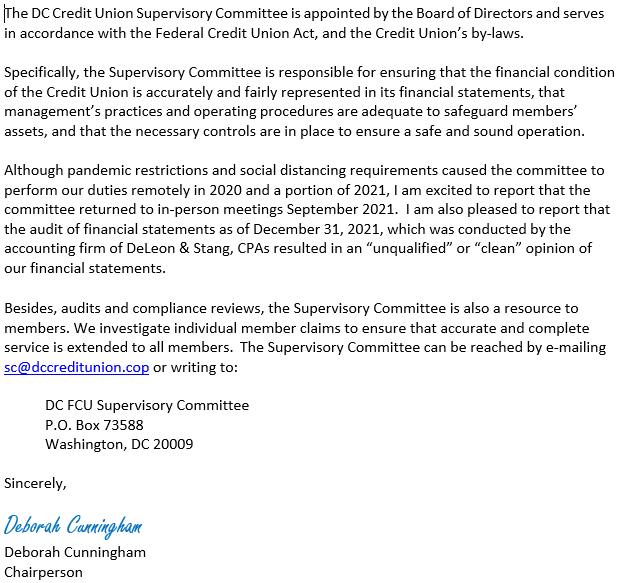 The DC Credit Union Supervisory Committee is appointed by the Board of Directors and serves
in accordance with the Federal Credit Union Act, and the Credit Union's by-laws.
Specifically, the Supervisory Committee is responsible for ensuring that the financial condition
of the Credit Union is accurately and fairly represented in its financial statements, that
management's practices and operating procedures are adequate to safeguard members'
assets, and that the necessary controls are in place to ensure a safe and sound operation.
Although pandemic restrictions and social distancing requirements caused the committee to
perform our duties remotely in 2020 and a portion of 2021, I am excited to report that the
committee returned to in-person meetings September 2021.  I am also pleased to report that
the audit of financial statements as of December 31, 2021, which was conducted by the
accounting firm of DeLeon & Stang, CPAs resulted in an “unqualified” or “clean” opinion of
our financial statements.
Besides, audits and compliance reviews, the Supervisory Committee is also a resource to
members. We investigate individual member claims to ensure that accurate and complete
service is extended to all members.  The Supervisory Committee can be reached by e-mailing
sc@dccreditunion.cop or writing to:
DC FCU Supervisory Committee
P.O. Box 73588
Washington, DC 20009
Sincerely,
Deborah Cunningham
Deborah Cunningham
Chairperson